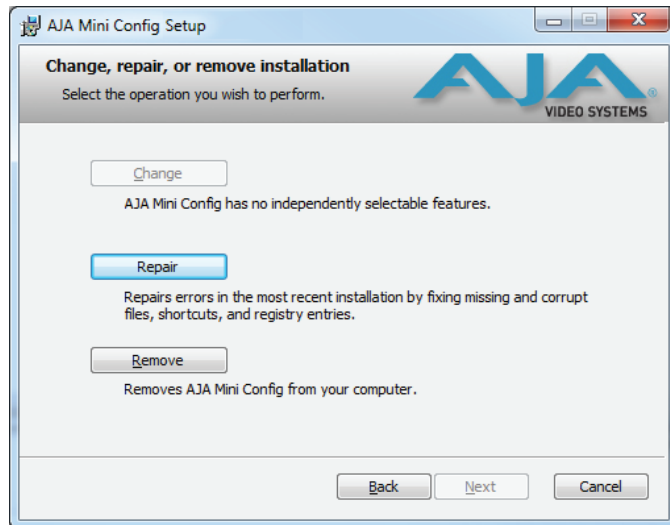 AJA Mini Config Setup
Change, repair, or remove installation
Select the operation you wish to perform.
AJA®
VIDEO SYSTEMS
Change
AJA Mini Config has no independently selectable features.
Repair
Repairs errors in the most recent installation by fixing missing and corrupt
files, shortcuts, and registry entries.
Remove
Removes AJA Mini Config from your computer.
Back
Next
Cancel